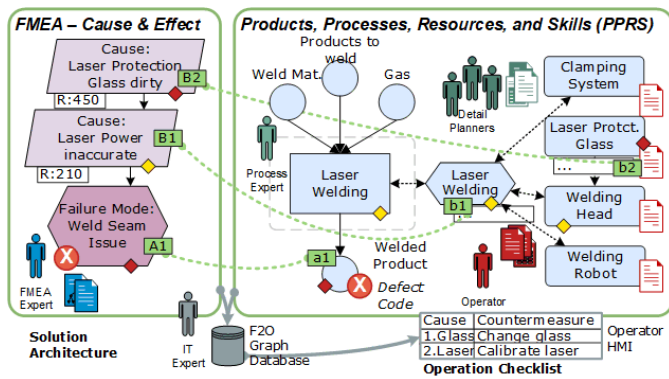 FMEA – Cause & Effect
Cause:
Laser Protection
Glass dirty
B2
R:450
Cause:
Laser Power
inaccurate
B1
R:210
Failure Mode:
Weld Seam
Issue
A1
FMEA
Expert
Products, Processes, Resources, and Skills (PPRS)
Products to
weld
Weld Mat.
Gas
Process
Expert
Laser
Welding
Detail
Planners
Laser
Welding
b1
...
Clamping
System
Laser Protct.
Glass
...
b2
Welding
Head
Welding
Robot
Operator
a1
Welded
Product
Defect
Code
Solution
Architecture
IT
Expert
F2O
Graph
Database
Cause Countermeasure
1.Glass Change glass
2.Laser Calibrate laser
Operation Checklist
Operator
HMI